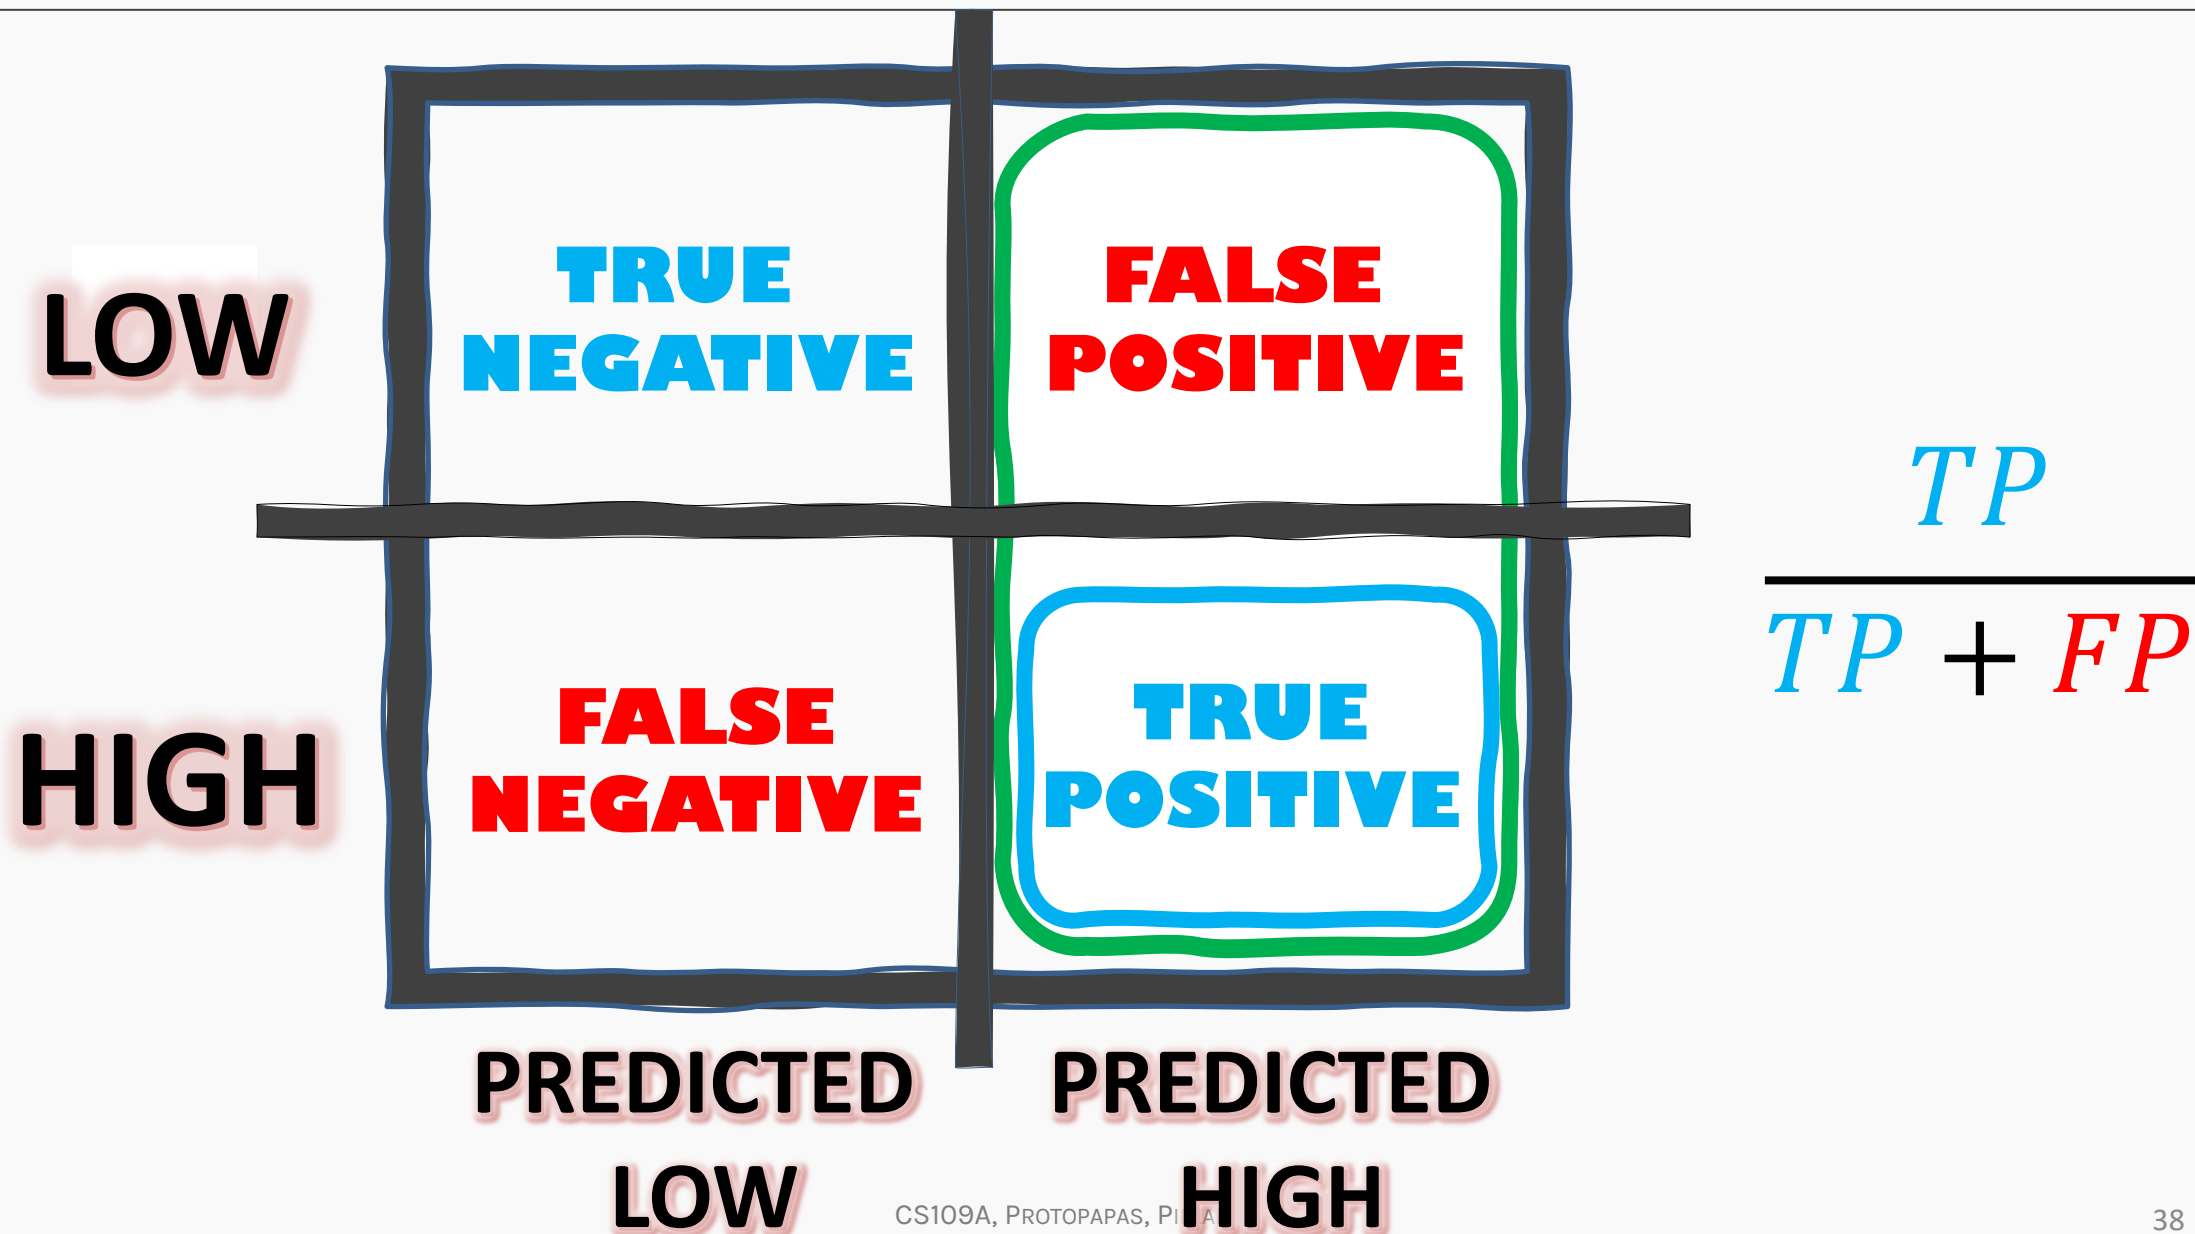 TRUE
NEGATIVE
FALSE
POSITIVE
LOW
TP
TP + FP
FALSE
NEGATIVE
TRUE
POSITIVE
HIGH
PREDICTED
LOW
PREDICTED
HIGH
CS109A, PROTOPAPAS,
38